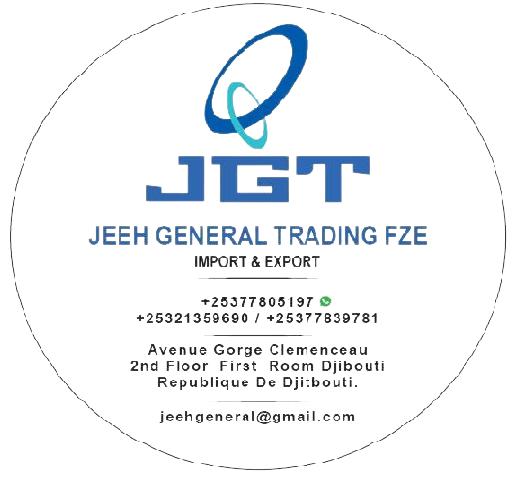 JGT
JEEH GENERAL TRADING FZE
IMPORT & EXPORT
+25377805197
+25321359690 / +25377839781
Avenue Gorge Clemenceau
2nd Floor First Room Djibouti
Republique De Dji:bouti.
jeehgeneral@gmail.com